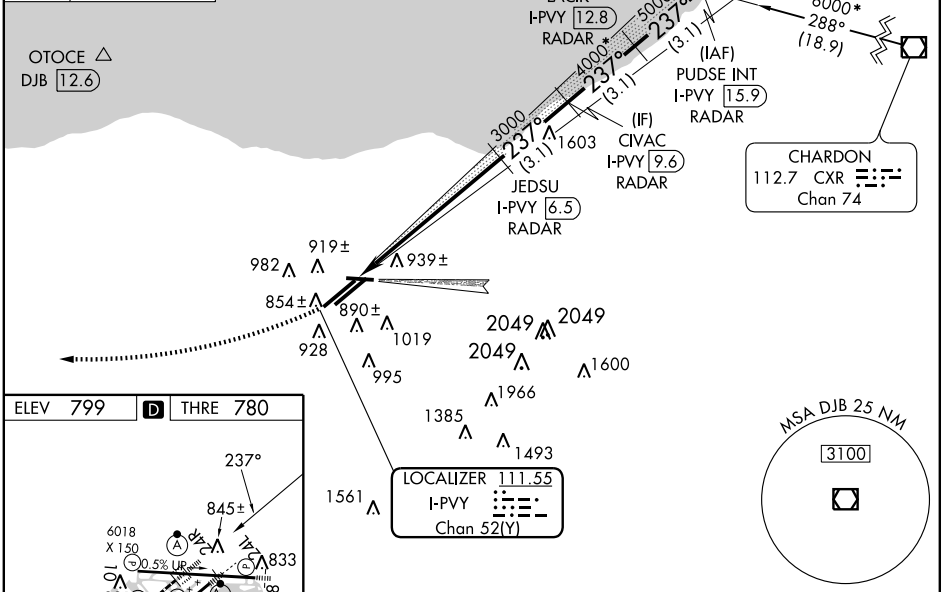 I-PVY 12.8
RADAR
5000
237°
(3.1)
6000*
288°
(18.9)
OTOCE
DJB 12.6
*
4000
237°
(3.1)
(IAF)
PUDSE INT
I-PVY 15.9
RADAR
3000
237°
(3.1)
1603
(IF)
CIVAC
I-PVY 9.6
RADAR
CHARDON
112.7 CXR
Chan 74
JEDSU
I-PVY 6.5
RADAR
919±
982
939±
854±
890±
1019
928
995
2049
2049
2049
1600
1966
1385
1493
1561
LOCALIZER 111.55
I-PVY
Chan 52(Y)
MSA DJB 25 NM
3100
ELEV 799 D THRE 780
237°
845±
6018
X 150
A
24R
24L
833
P
0.5% UP
P
10